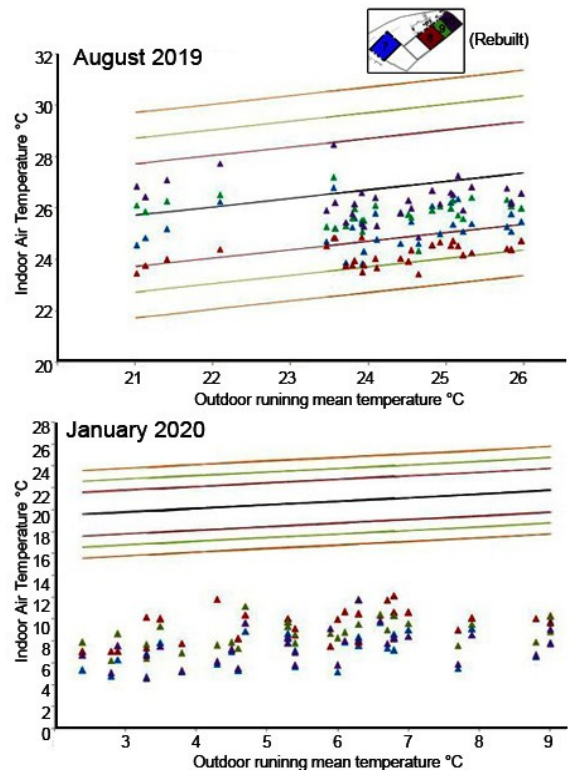 (Rebuilt)
August 2019
32
30
28
26
24
22
20
Indoor Air Temperature °C
21 22 23 24 25 26
Outdoor runinng mean temperature °C
January 2020
28
26
24
22
20
18
16
14
12
10
8
6
4
2
0
Indoor Air Temperature °C
3 4 5 6 7 8 9
Outdoor runinng mean temperature °C